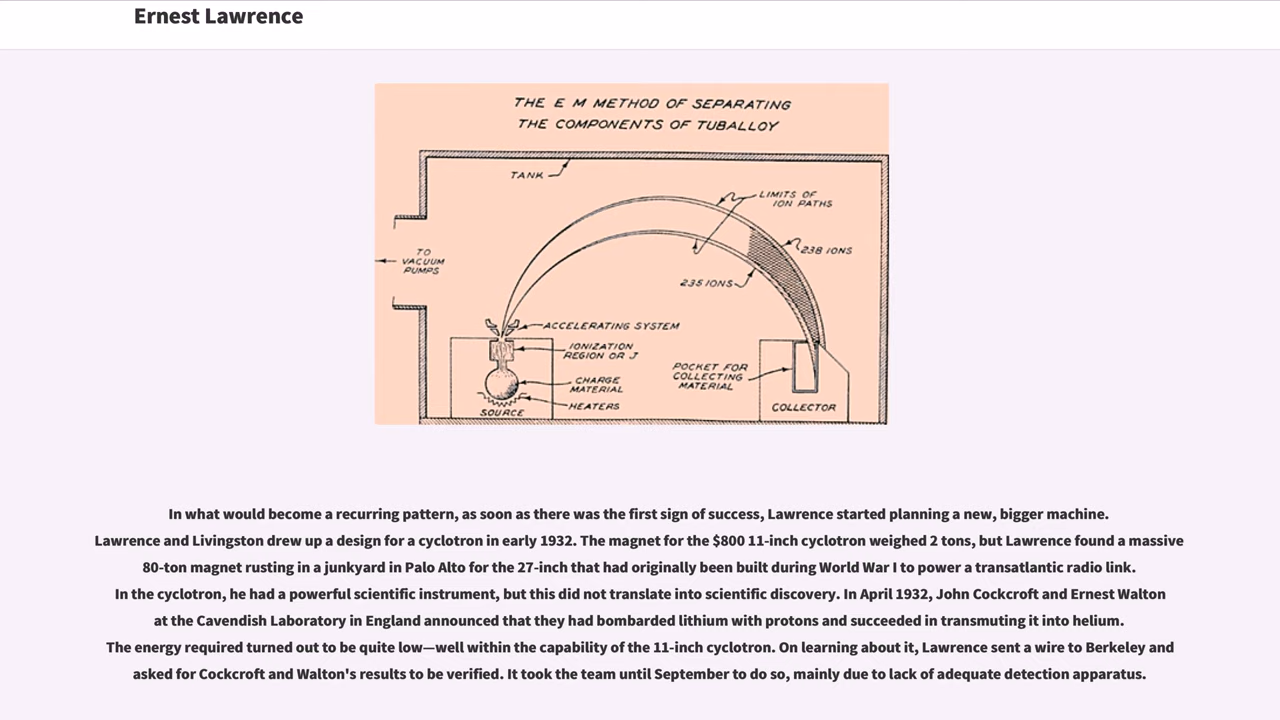 Ernest Lawrence
THE E M METHOD OF SEPARATING
THE COMPONENTS OF TUBALLOY
TANK
LIMITS OF
ION PATHS
238 IONS
TO
VACUUM
PUMPS
235 IONS
ACCELERATING SYSTEM
IONIZATION
REGION OR J
POCKET FOR
COLLECTING
MATERIAL
CHARGE
MATERIAL
HEATERS
SOURCE
COLLECTOR
In what would become a recurring pattern, as soon as there was the first sign of success, Lawrence started planning a new, bigger machine.
Lawrence and Livingston drew up a design for a cyclotron in early 1932. The magnet for the $800 11-inch cyclotron weighed 2 tons, but Lawrence found a massive
80-ton magnet rusting in a junkyard in Palo Alto for the 27-inch that had originally been built during World War I to power a transatlantic radio link.
In the cyclotron, he had a powerful scientific instrument, but this did not translate into scientific discovery. In April 1932, John Cockcroft and Ernest Walton
at the Cavendish Laboratory in England announced that they had bombarded lithium with protons and succeeded in transmuting it into helium.
The energy required turned out to be quite low—well within the capability of the 11-inch cyclotron. On learning about it, Lawrence sent a wire to Berkeley and
asked for Cockcroft and Walton's results to be verified. It took the team until September to do so, mainly due to lack of adequate detection apparatus.